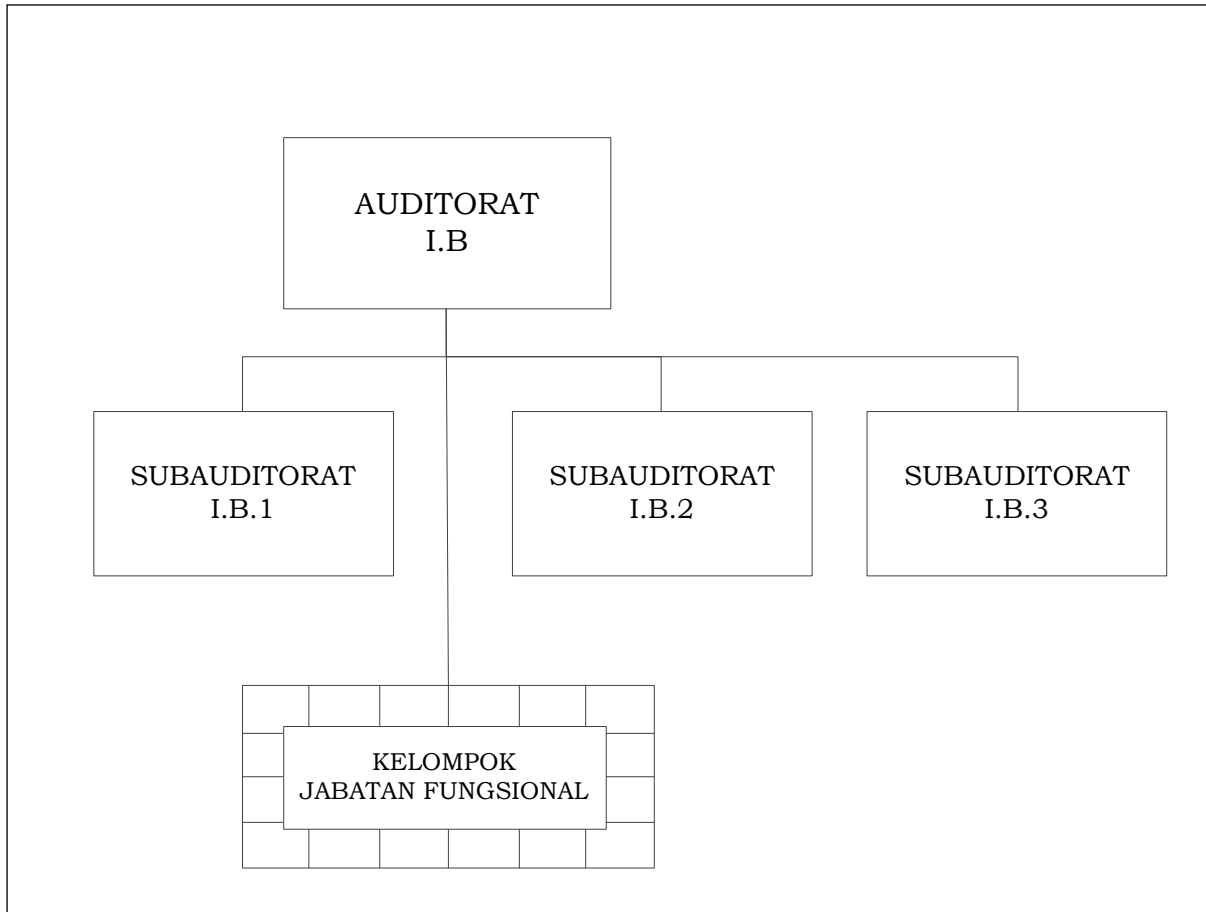 AUDITORAT
I.B
SUBAUDITORAT
I.B.1
SUBAUDITORAT
I.B.2
SUBAUDITORAT
I.B.3
KELOMPOK
JABATAN FUNGSIONAL